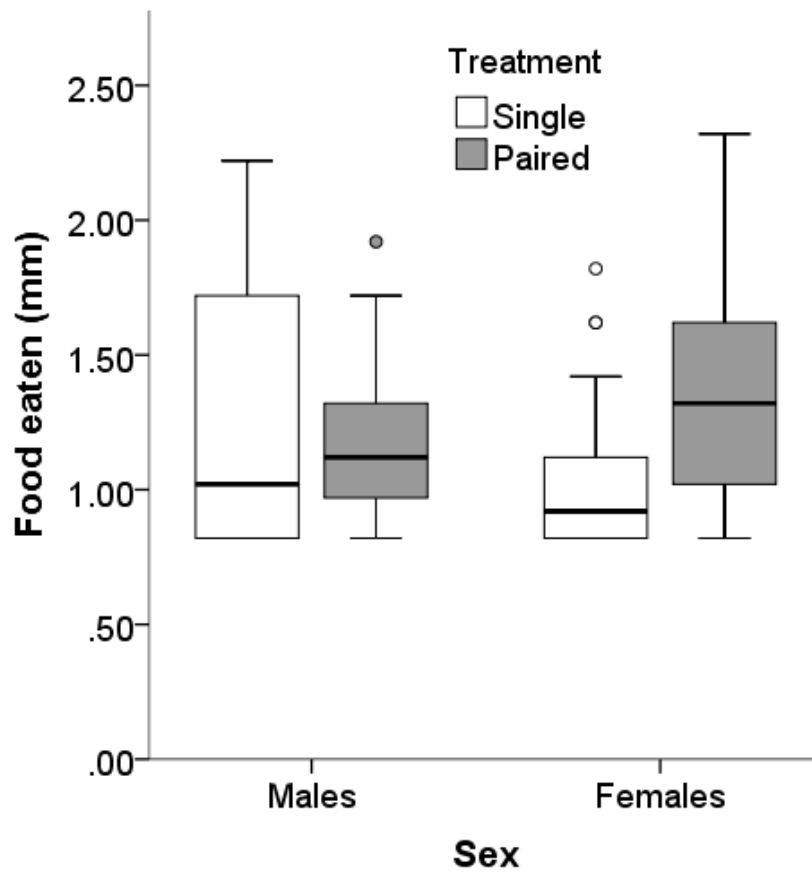 Treatment
Single
Paired
Food eaten (mm)
2.50
2.00
1.50
1.00
.50
.00
Males Females
Sex